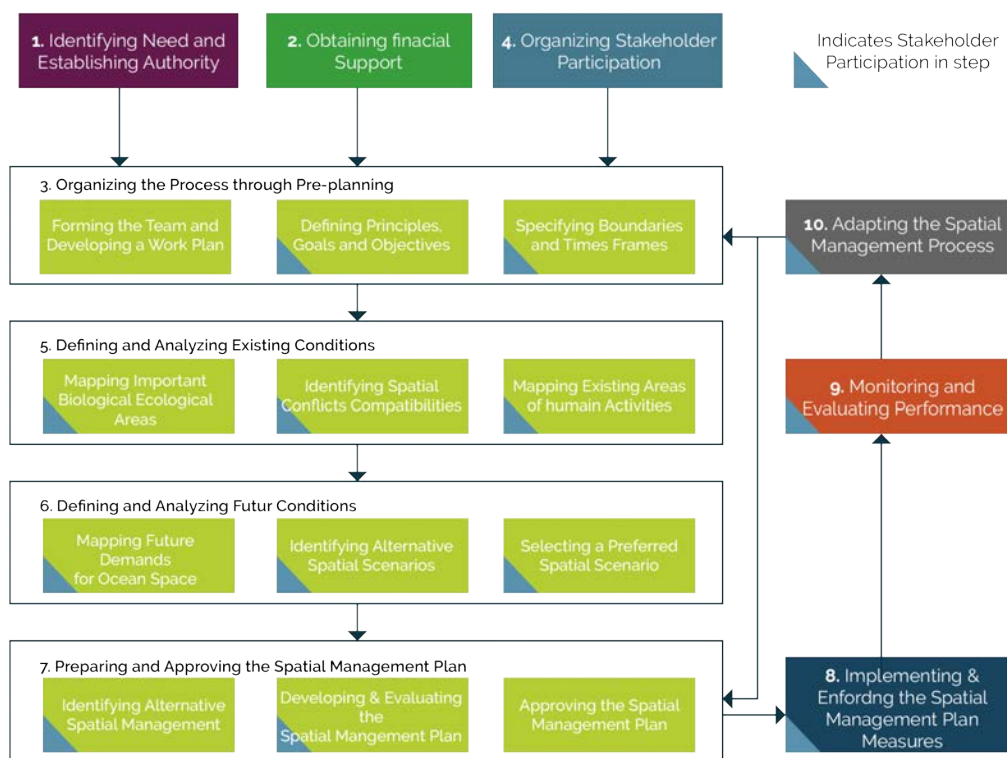 1. Identifying Need and
Establishing Authority
2. Obtaining finacial
Support
4. Organizing Stakeholder
Participation
Indicates Stakeholder
Participation in step
3. Organizing the Process through Pre-planning
Forming the Team and
Developing a Work Plan
Defining Principles,
Goals and Objectives
Specifying Boundaries
and Times Frames
10. Adapting the Spatial
Management Process
5. Defining and Analyzing Existing Conditions
Mapping Important
Biological Ecological
Areas
Identifying Spatial
Conflicts Compatibilities
Mapping Existing Areas
of human Activities
9. Monitoring and
Evaluating Performance
6. Defining and Analyzing Futur Conditions
Mapping Future
Demands
for Ocean Space
Identifying Alternative
Spatial Scenarios
Selecting a Preferred
Spatial Scenario
7. Preparing and Approving the Spatial Management Plan
Identifying Alternative
Spatial Management
Developing & Evaluating
the
Spatial Mangement Plan
Approving the Spatial
Management Plan
8. Implementing &
Enfordng the Spatial
Management Plan
Measures